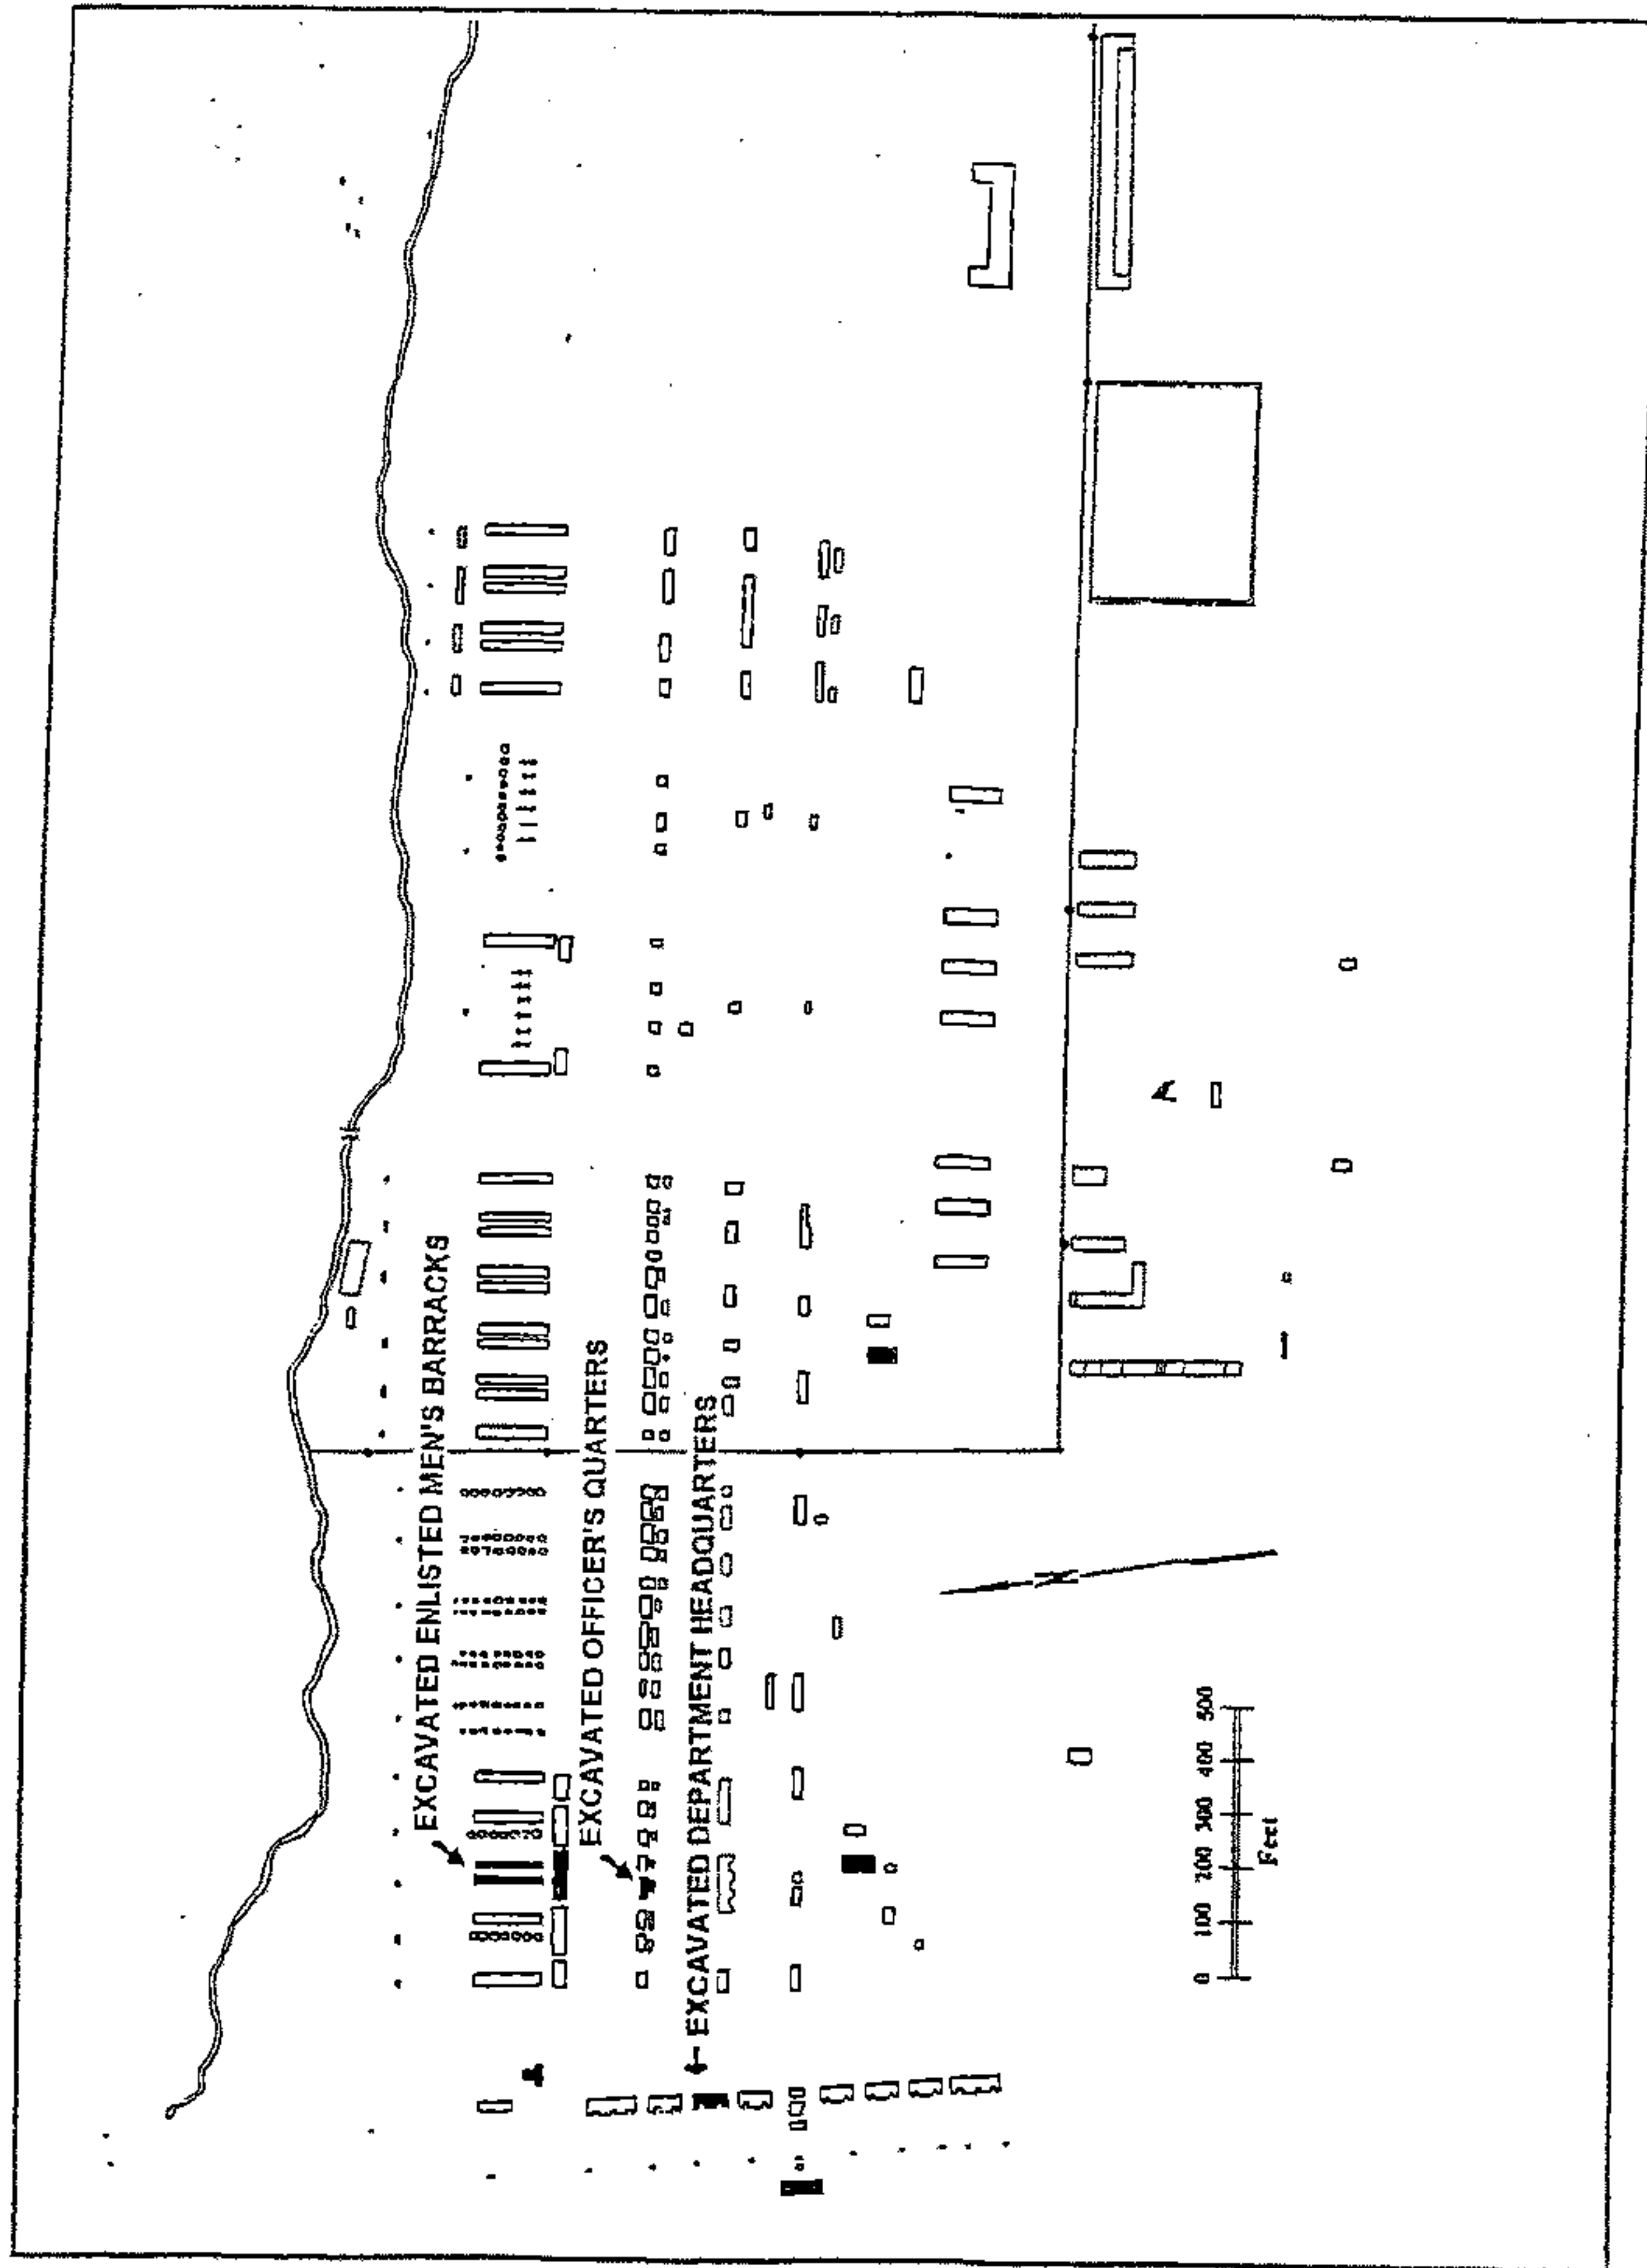 EXCAVATED ENLISTED MEN'S BARRACKS
EXCAVATED OFFICER'S QUARTERS
EXCAVATED DEPARTMENT HEADQUARTERS
0 100 200 300 400 500
Feet